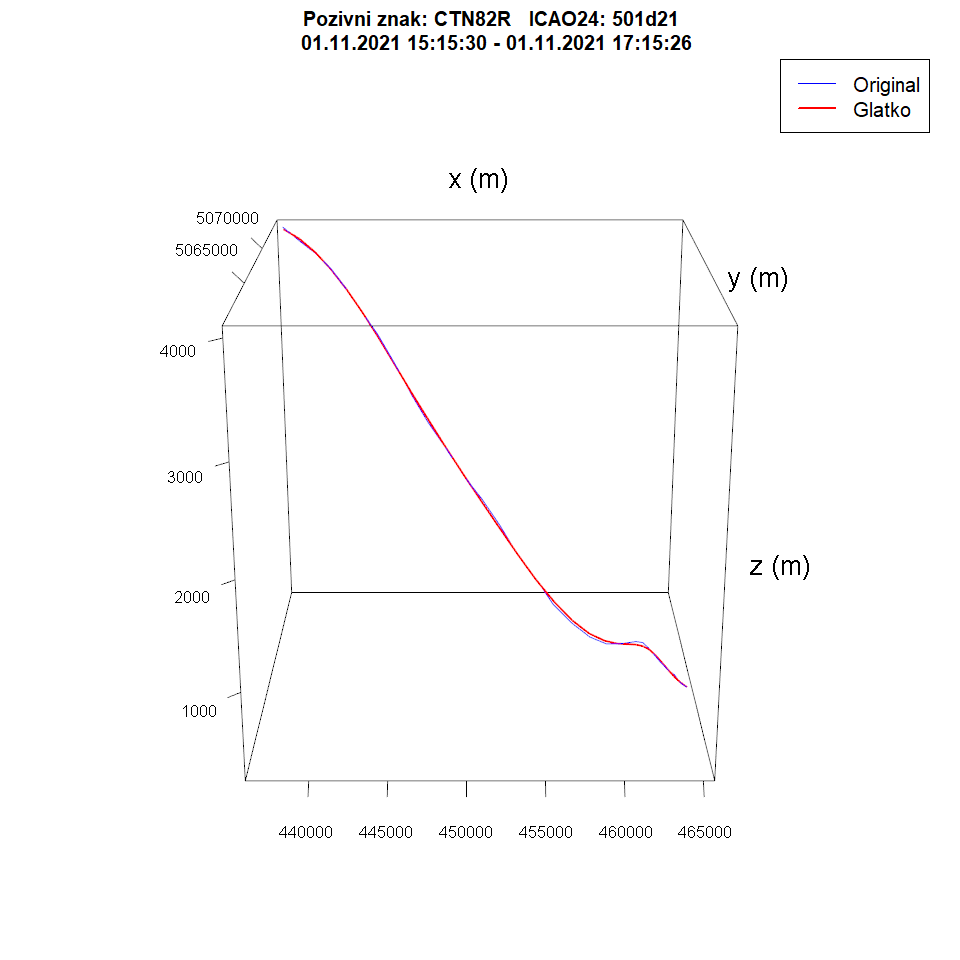 Pozivni znak: CTN82R ICAO24: 501d21
01.11.2021 15:15:30 - 01.11.2021 17:15:26
Original
Glatko
x (m)
5070000
5065000
y (m)
4000
3000
z (m)
2000
1000
440000 445000 450000 455000 460000 465000